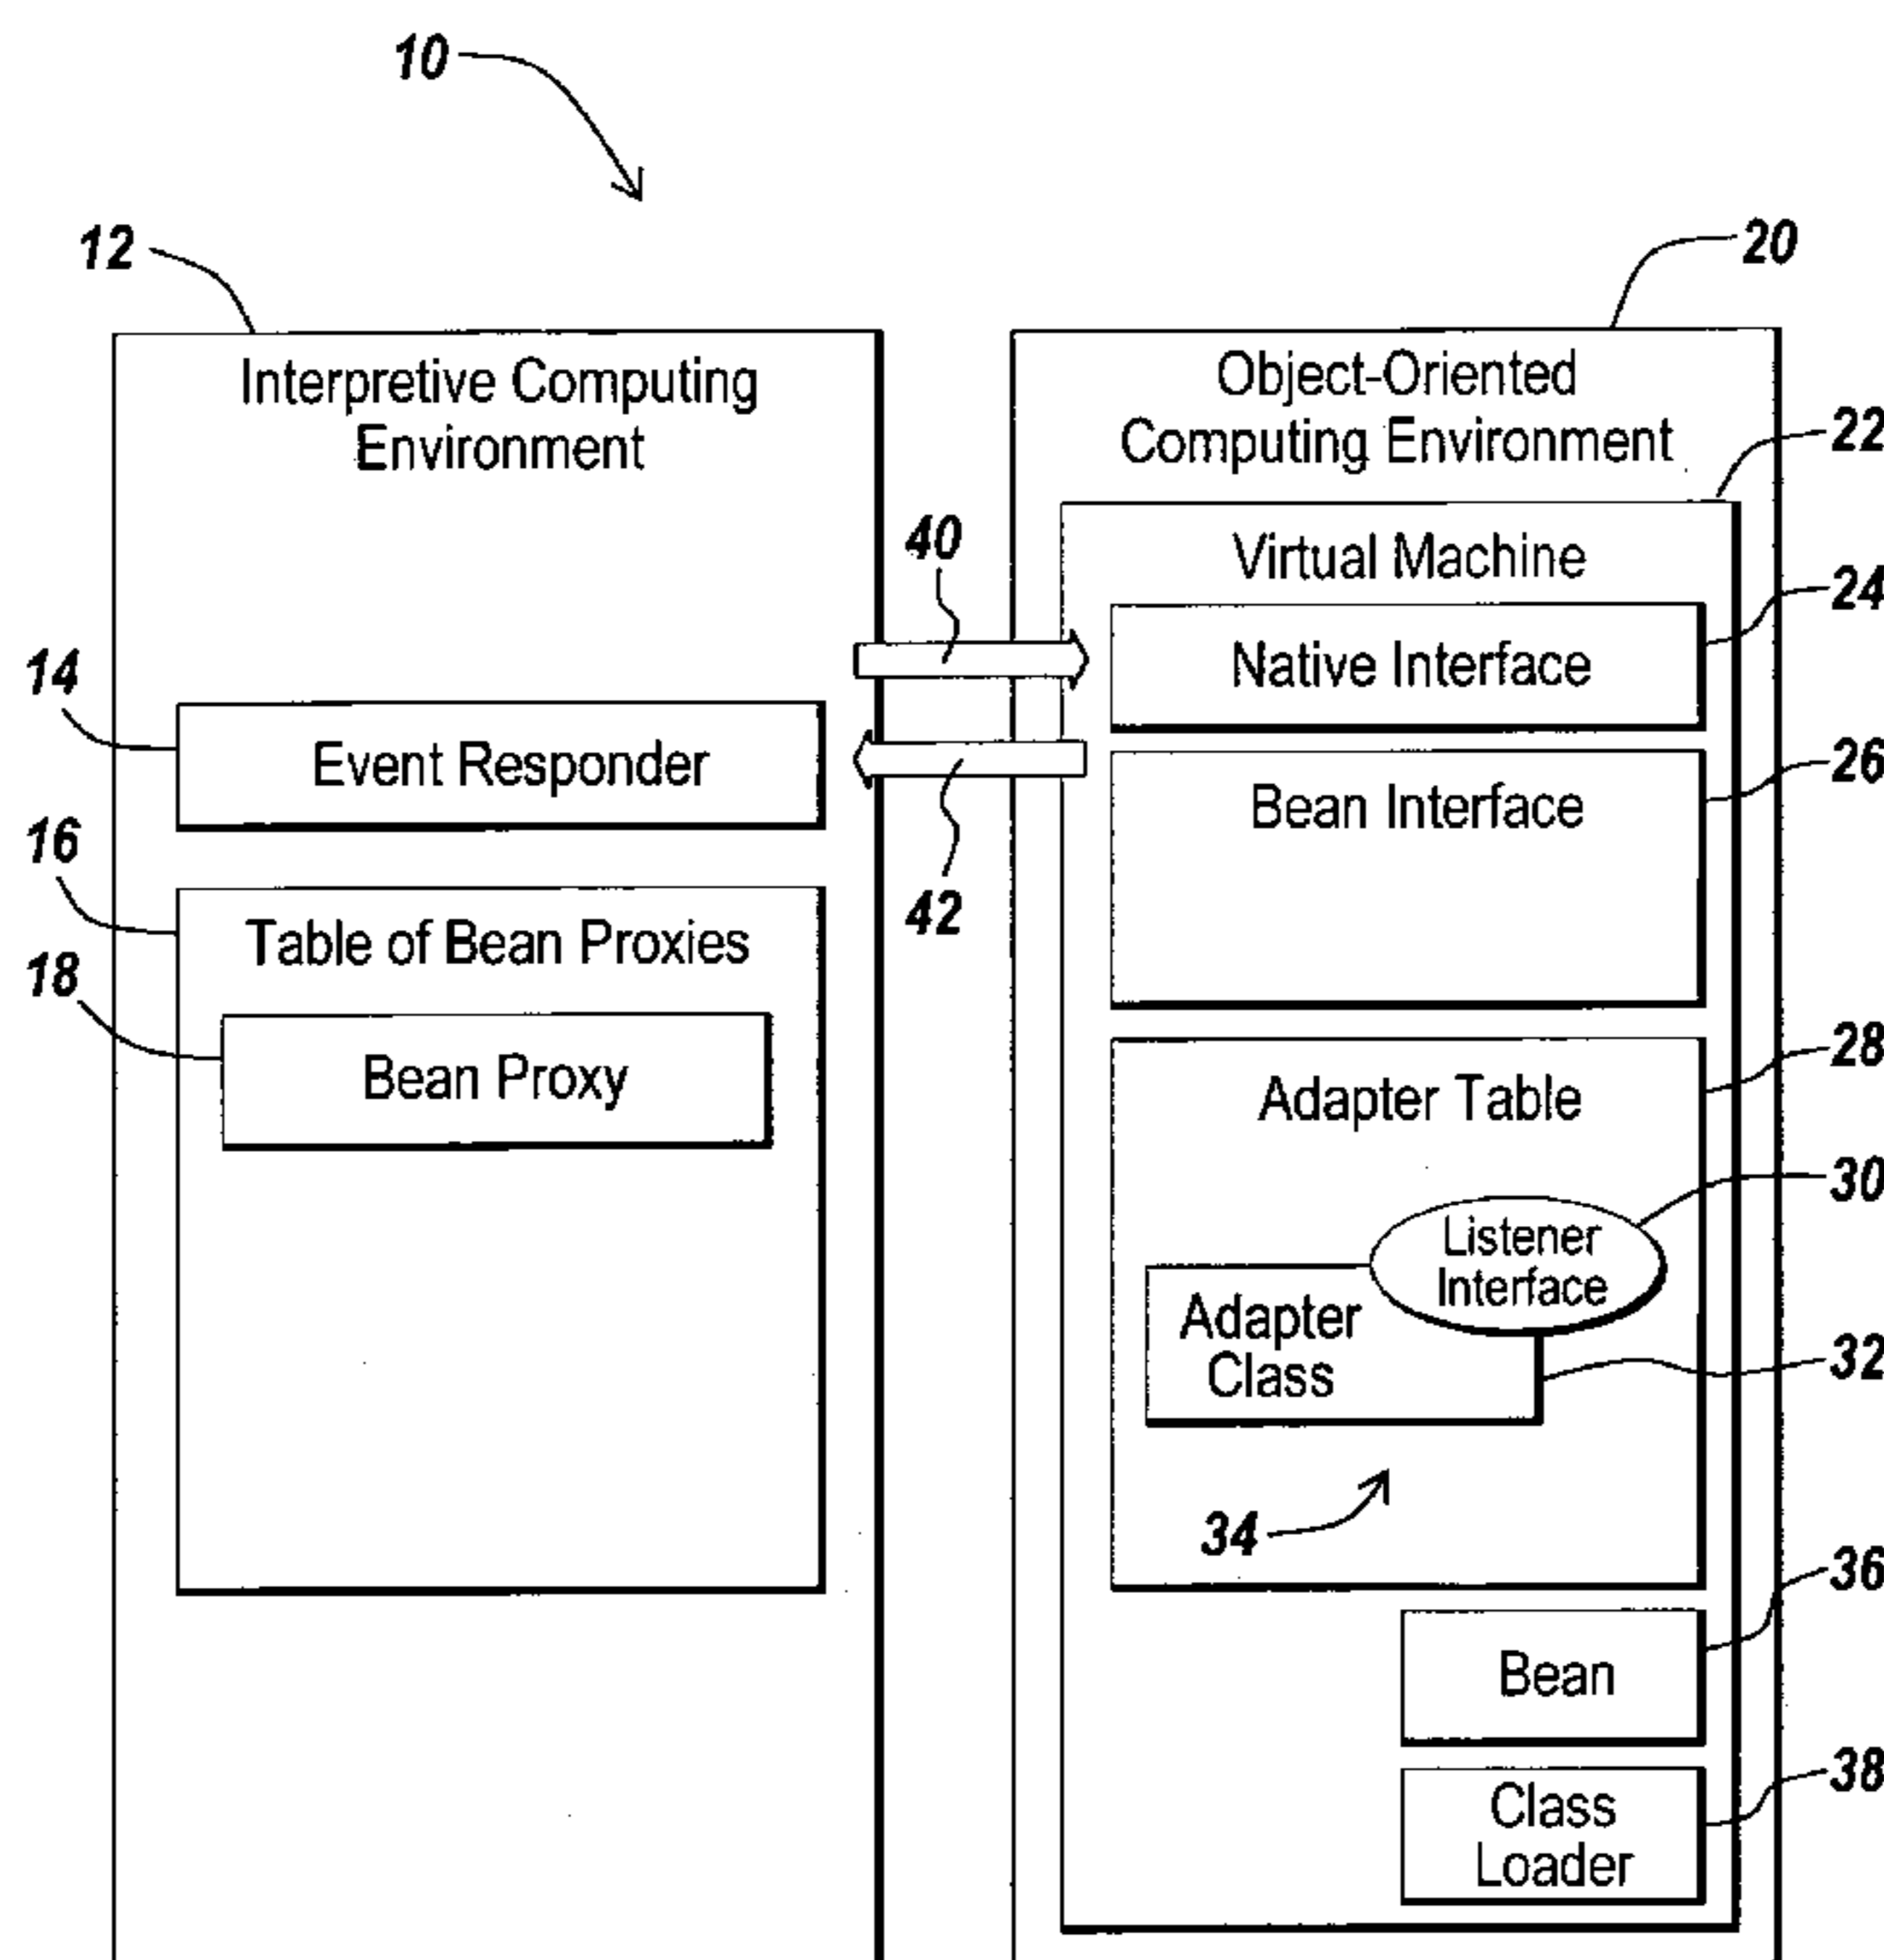 10
12
20
Interpretive Computing
Environment
Object-Oriented
Computing Environment
22
Virtual Machine
40
24
Native Interface
14
Event Responder
26
Bean Interface
42
16
Table of Bean Proxies
18
Bean Proxy
28
Adapter Table
30
Listener
Interface
Adapter
Class
32
34
36
Bean
38
Class
Loader